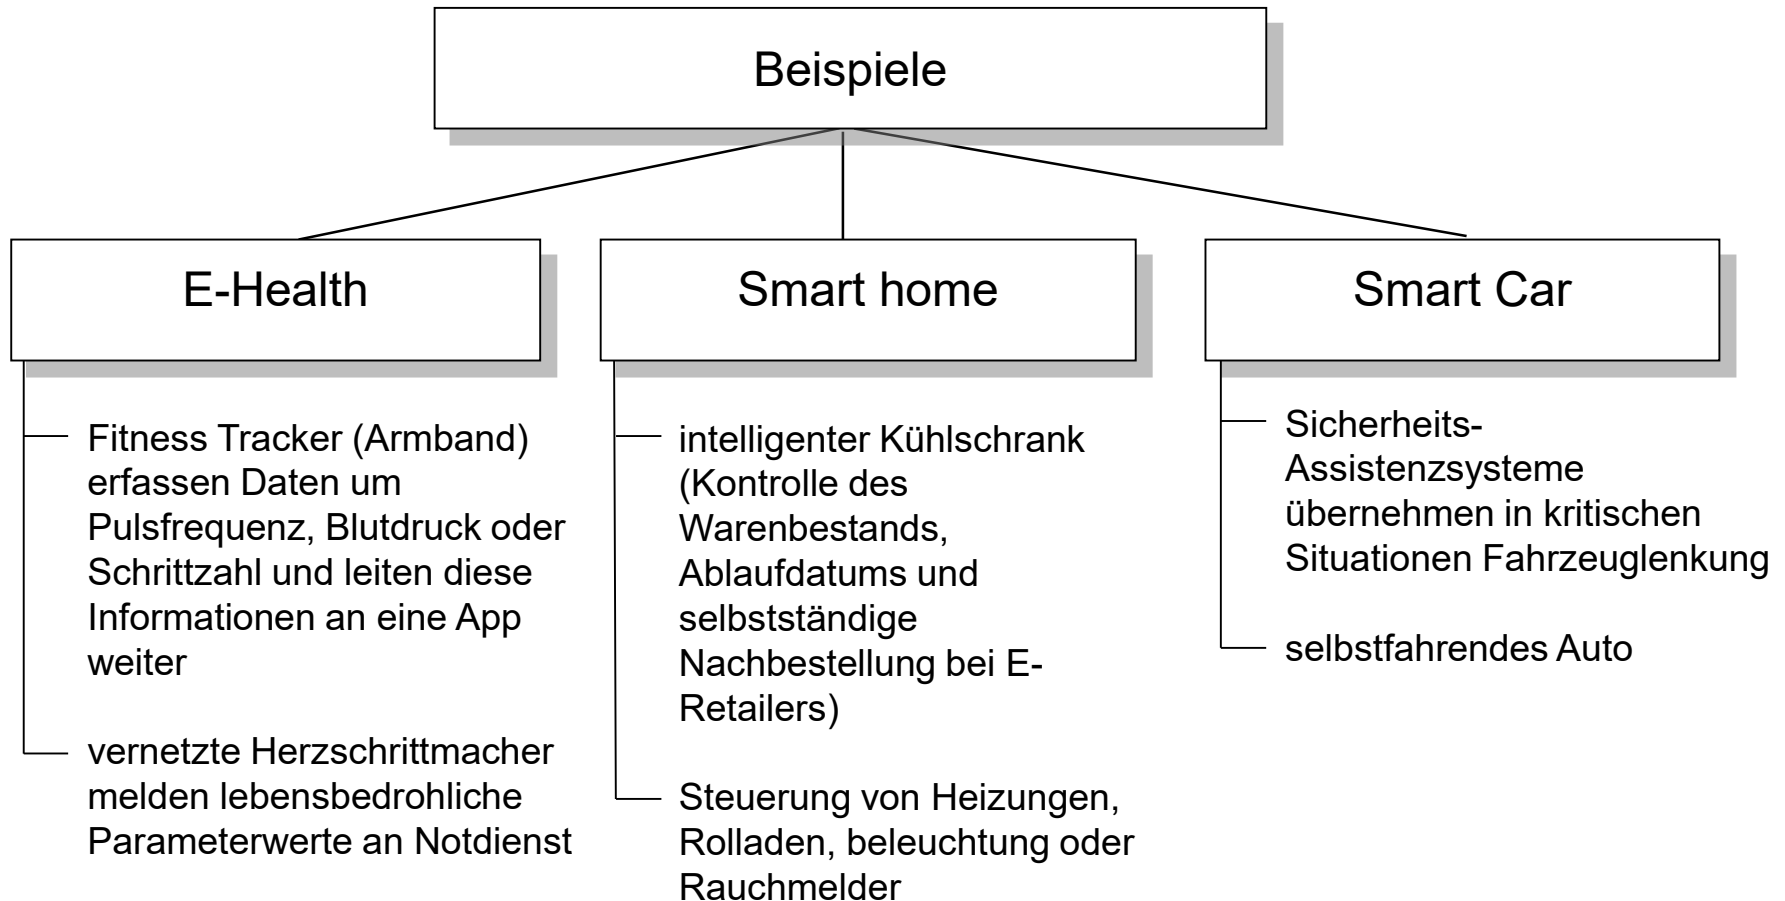 Beispiele
E-Health
Smart home
Smart Car
Fitness Tracker (Armband)
erfassen Daten um
Pulsfrequenz, Blutdruck oder
Schrittzahl und leiten diese
Informationen an eine App
weiter
vernetzte Herzschrittmacher
melden lebensbedrohliche
Parameterwerte an Notdienst
intelligenter Kühlschrank
(Kontrolle des
Warenbestands,
Ablaufdatums und
selbstständige
Nachbestellung bei E-
Retailers)
Steuerung von Heizungen,
Rolladen, beleuchtung oder
Rauchmelder
Sicherheits-
Assistenzsysteme
übernehmen in kritischen
Situationen Fahrzeuglenkung
selbstfahrendes Auto